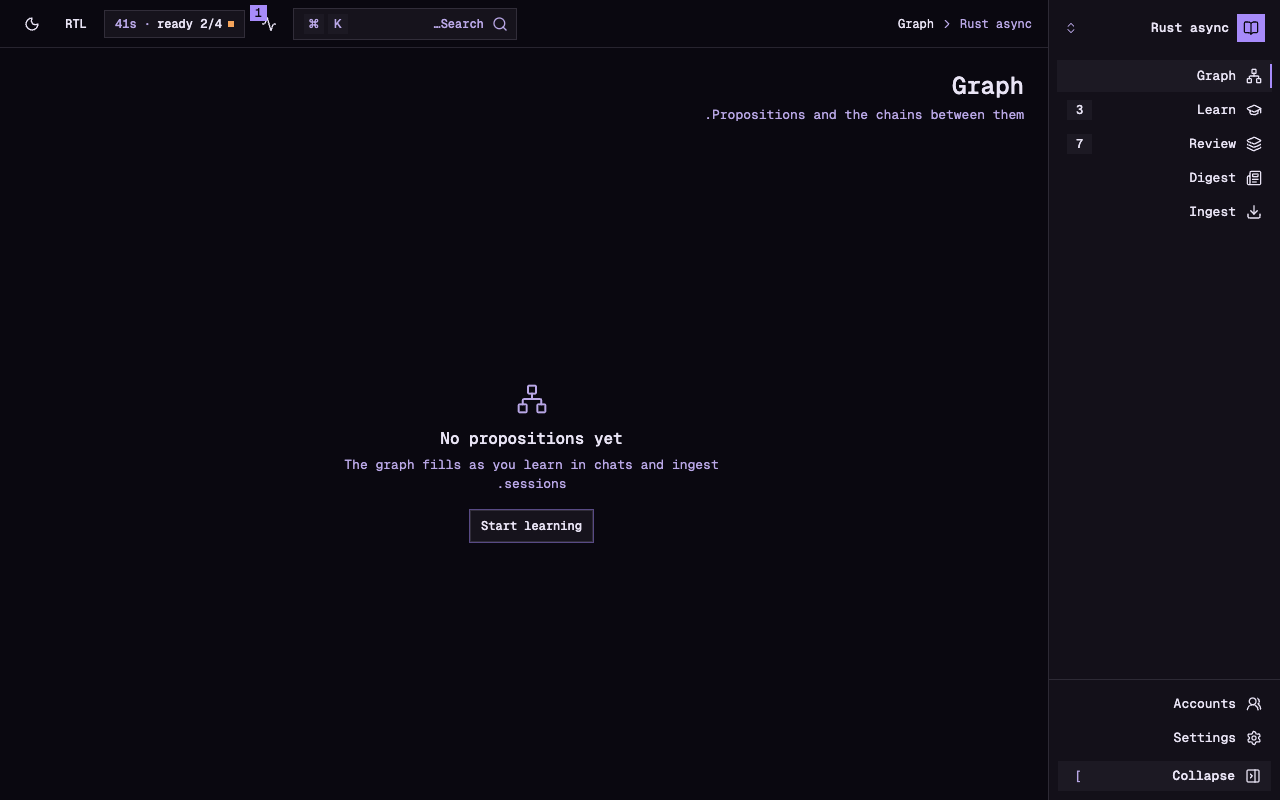 RTL
41s · ready 2/4
1
⌘ K
…Search
Graph > Rust async
Rust async
Graph
.Propositions and the chains between them
Graph
3 Learn
7 Review
Digest
Ingest
No propositions yet
The graph fills as you learn in chats and ingest
.sessions
Start learning
Accounts
Settings
[ Collapse